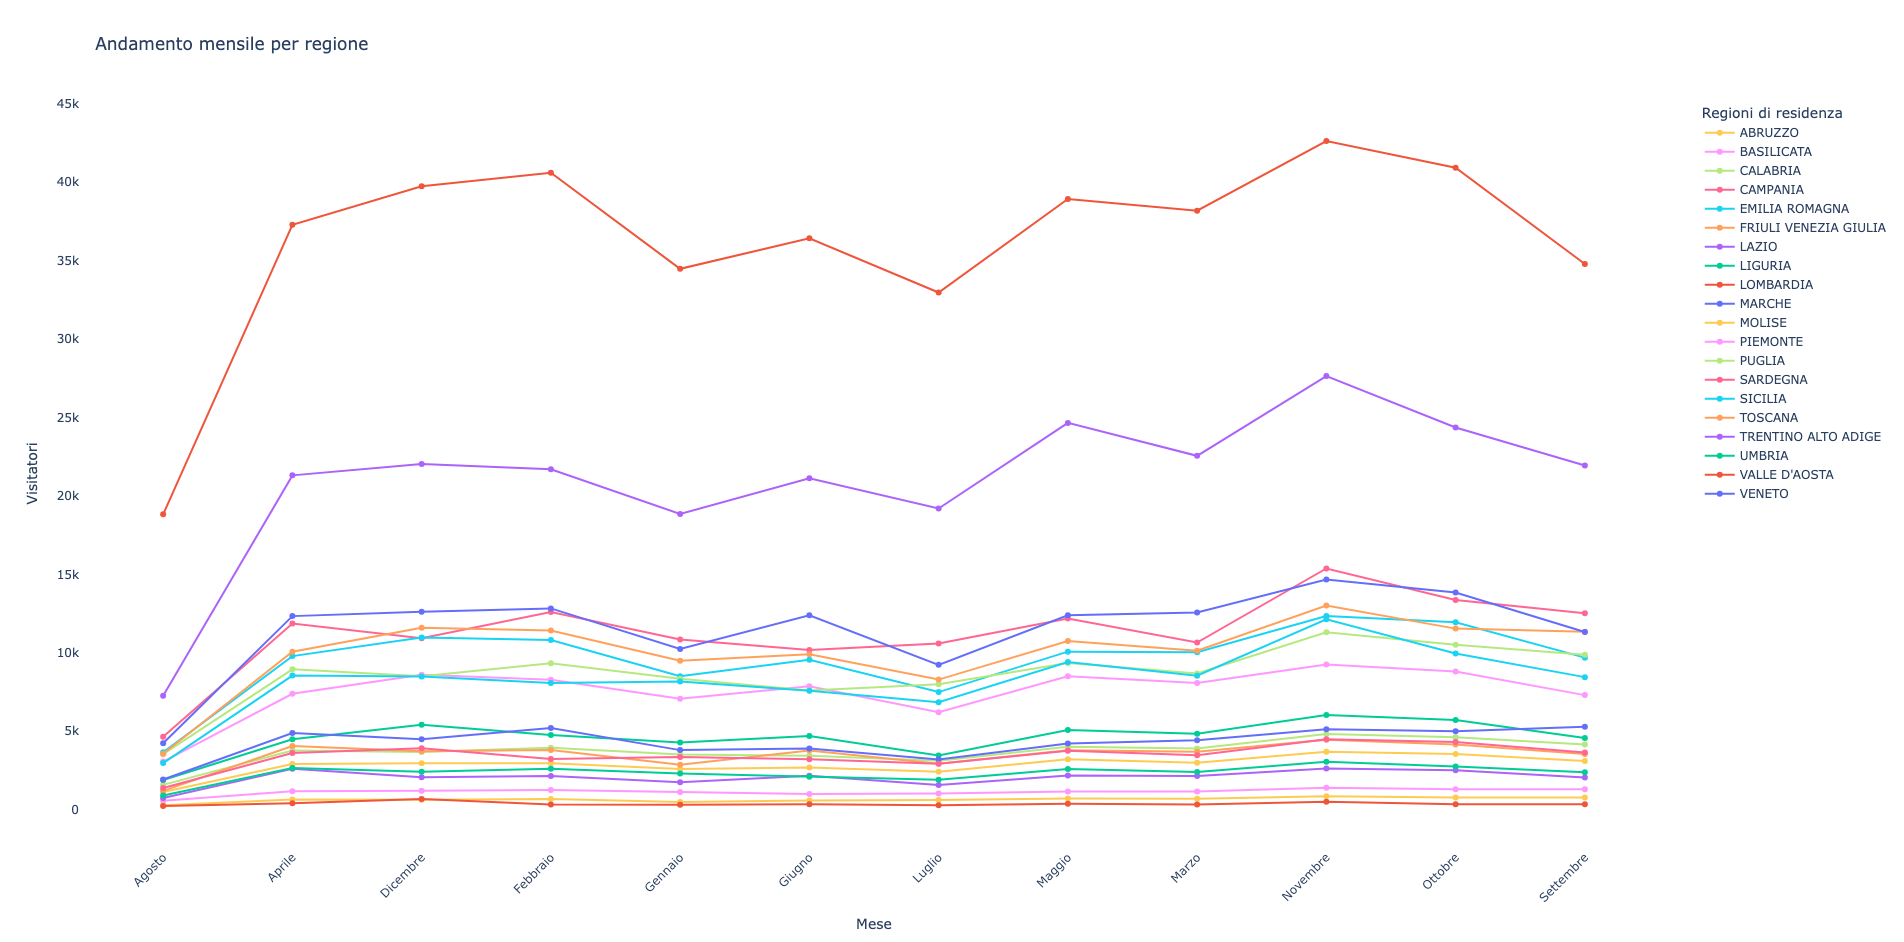 Andamento mensile per regione
45k
40k
35k
30k
25k
20k
15k
10k
5k
0
Visitatori
Agosto
Aprile
Dicembre
Febbraio
Gennaio
Giugno
Luglio
Maggio
Marzo
Novembre
Ottobre
Settembre
Mese
Regioni di residenza
ABRUZZO
BASILICATA
CALABRIA
CAMPANIA
EMILIA ROMAGNA
FRIULI VENEZIA GIULIA
LAZIO
LIGURIA
LOMBARDIA
MARCHE
MOLISE
PIEMONTE
PUGLIA
SARDEGNA
SICILIA
TOSCANA
TRENTINO ALTO ADIGE
UMBRIA
VALLE D'AOSTA
VENETO